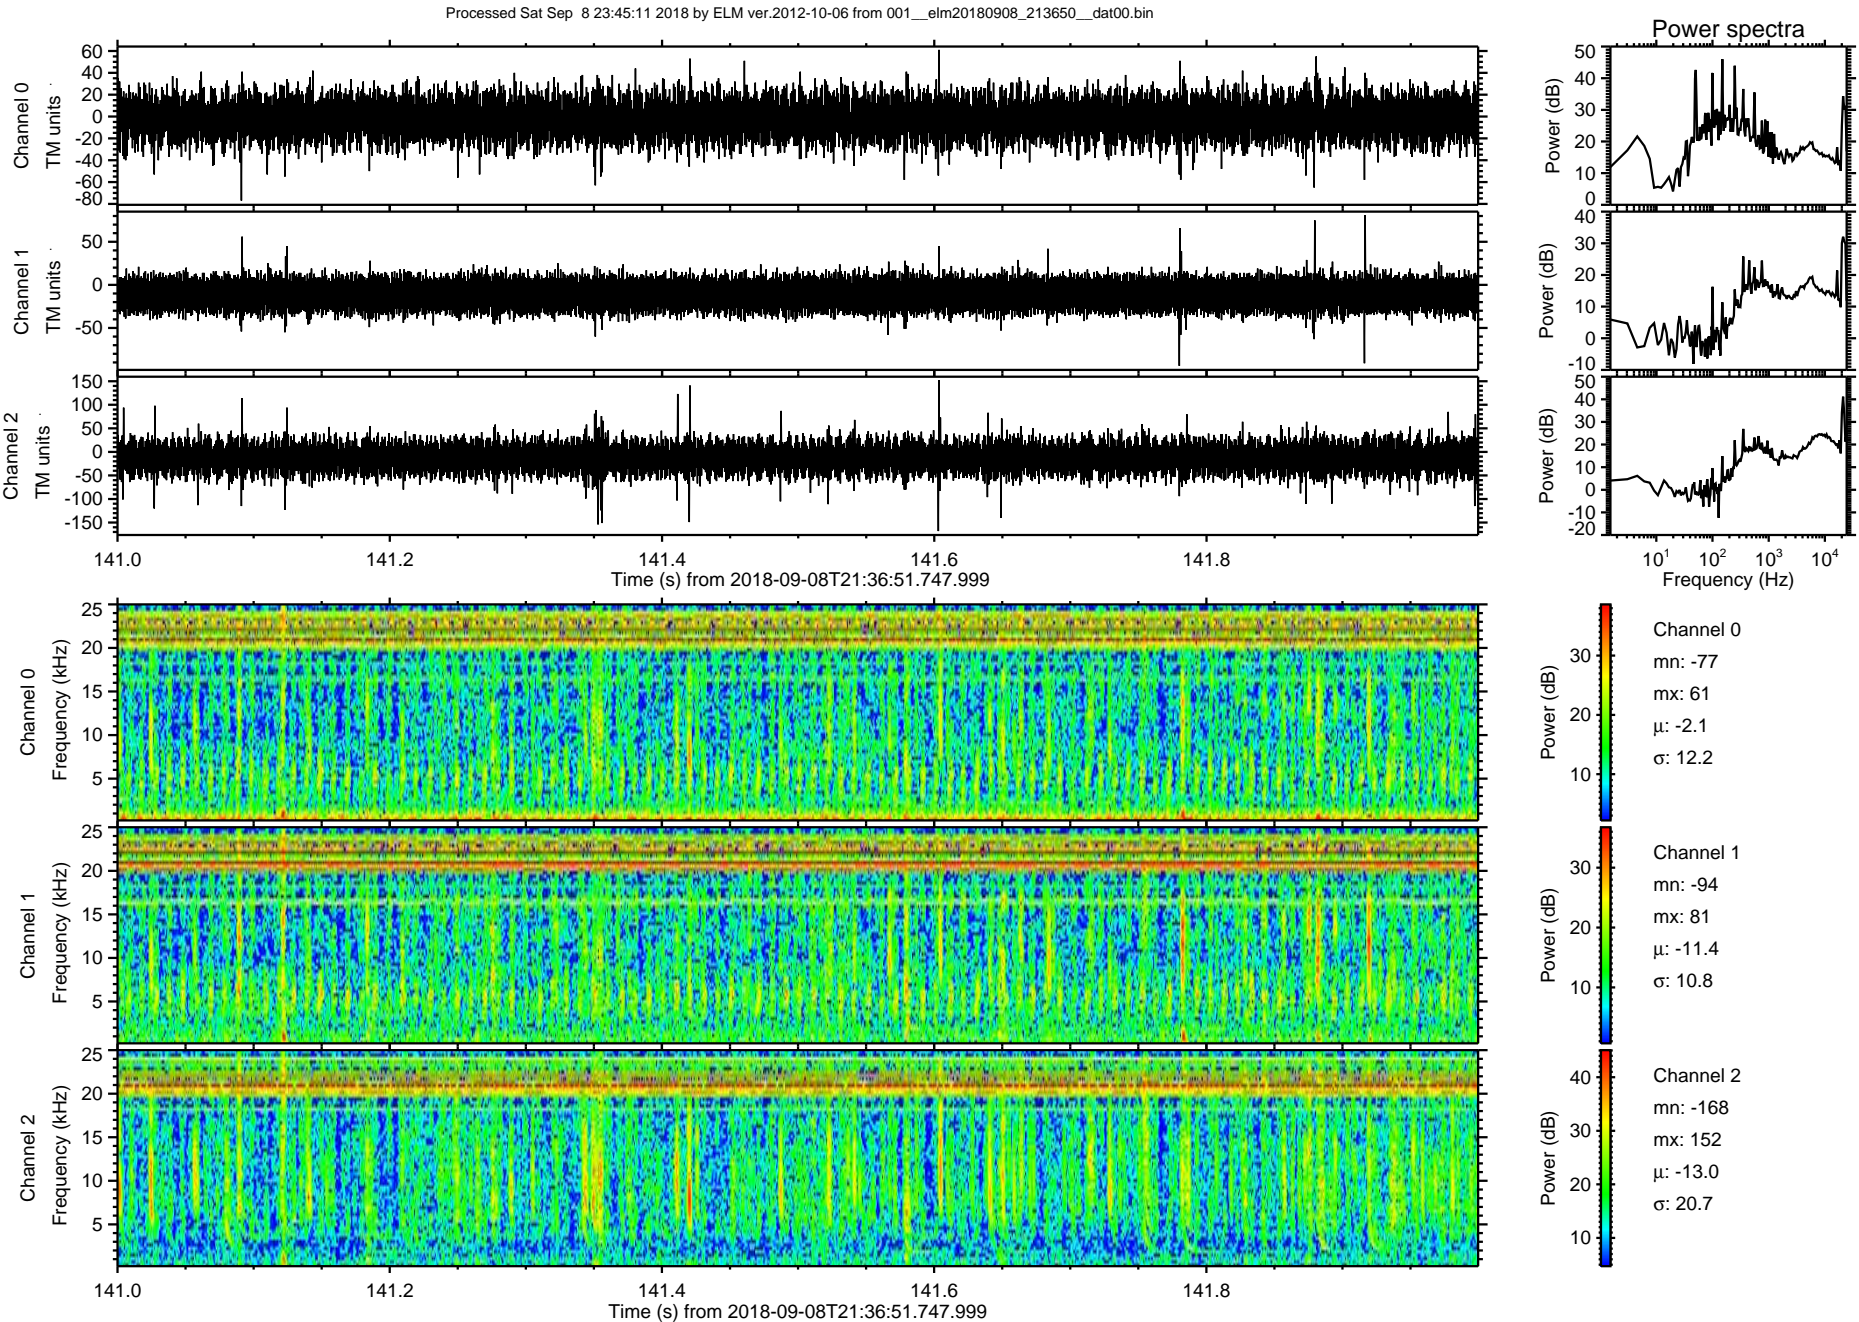 Processed Sat Sep  8 23:45:11 2018 by ELM ver.2012-10-06 from 001__elm20180908_213650__dat00.bin
Power spectra
Channel 0
TM units
60
40
20
0
-20
-40
-60
-80
Power (dB)
50
40
30
20
10
0
Channel 1
TM units
50
0
-50
Power (dB)
40
30
20
10
0
-10
Channel 2
TM units
150
100
50
0
-50
-100
-150
Power (dB)
50
40
30
20
10
0
-10
-20
141.0 141.2 141.4 141.6 141.8
Time (s) from 2018-09-08T21:36:51.747.999
10¹ 10² 10³ 10⁴
Frequency (Hz)
Channel 0
Frequency (kHz)
25
20
15
10
5
Power (dB)
30
20
10
Channel 0
mn: -77
mx: 61
μ: -2.1
σ: 12.2
Channel 1
Frequency (kHz)
25
20
15
10
5
Power (dB)
30
20
10
Channel 1
mn: -94
mx: 81
μ: -11.4
σ: 10.8
Channel 2
Frequency (kHz)
25
20
15
10
5
Power (dB)
40
30
20
10
Channel 2
mn: -168
mx: 152
μ: -13.0
σ: 20.7
141.0 141.2 141.4 141.6 141.8
Time (s) from 2018-09-08T21:36:51.747.999